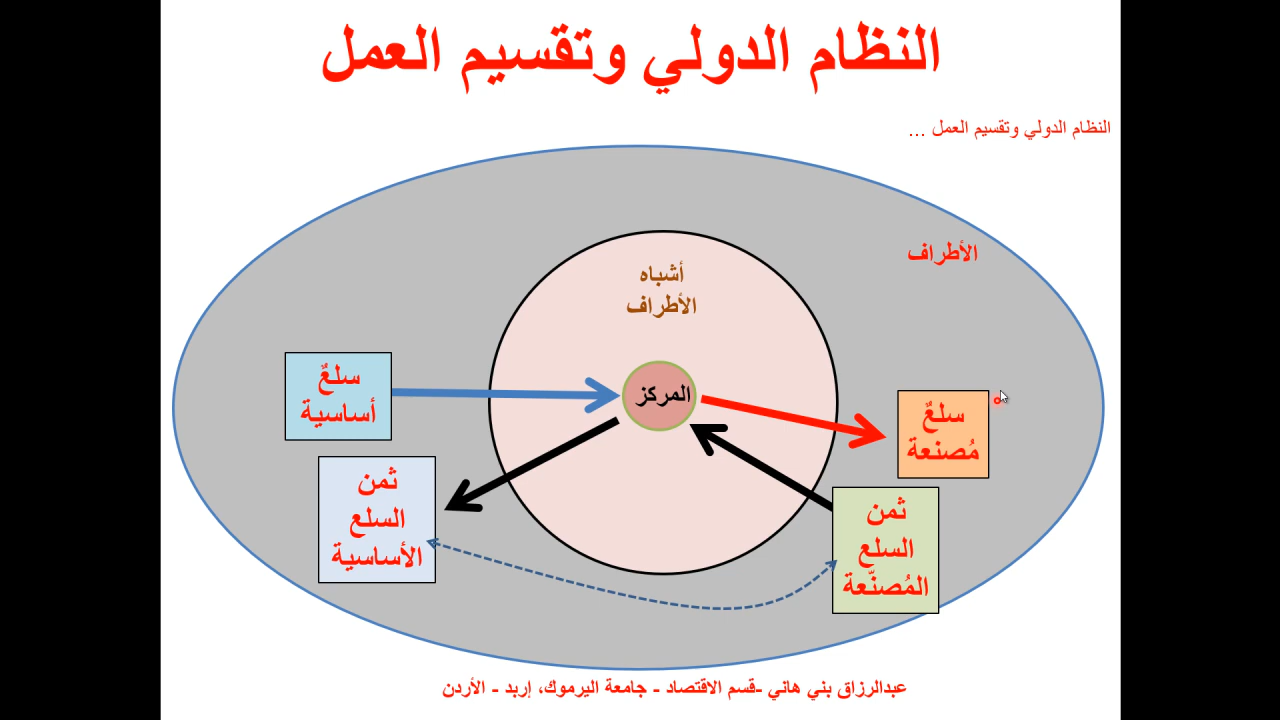 النظام الدولي وتقسيم العمل
النظام الدولي وتقسيم العمل ...
الأطراف
أشباه
الأطراف
المركز
سلعٌ
أساسية
سلعٌ
مُصنعة
ثمن
السلع
الأساسية
ثمن
السلع
المُصنّعة
عبدالرزاق بني هاني -قسم الاقتصاد - جامعة اليرموك، إربد - الأردن